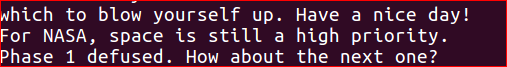 which to blow yourself up. Have a nice day!
For NASA, space is still a high priority.
Phase 1 defused. How about the next one?